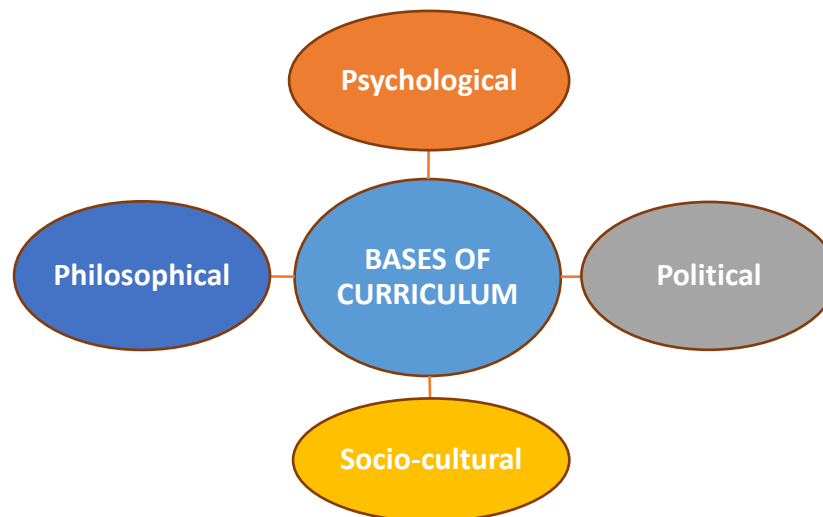 Psychological
Philosophical
BASES OF
CURRICULUM
Political
Socio-cultural